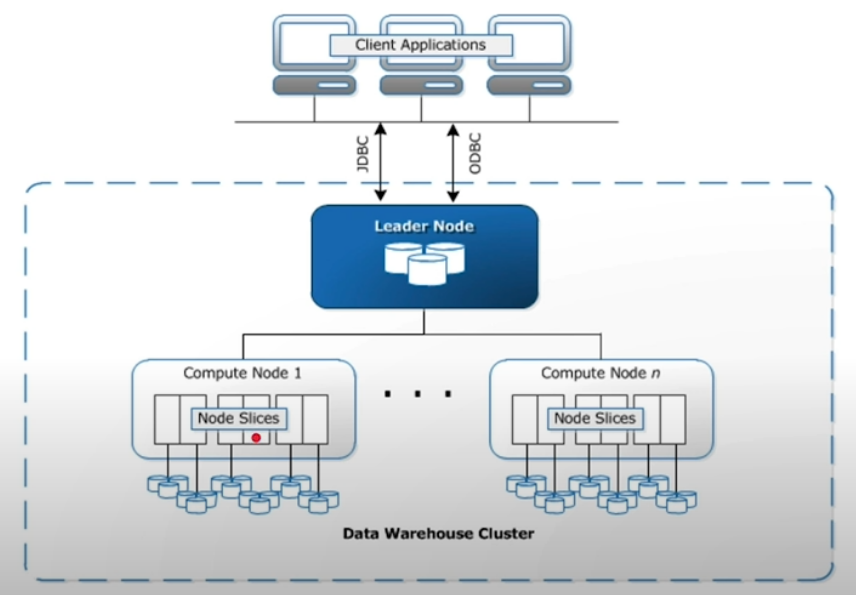 Client Applications
JDBC
ODBC
Leader Node
Compute Node 1
Compute Node n
Node Slices
Node Slices
Data Warehouse Cluster